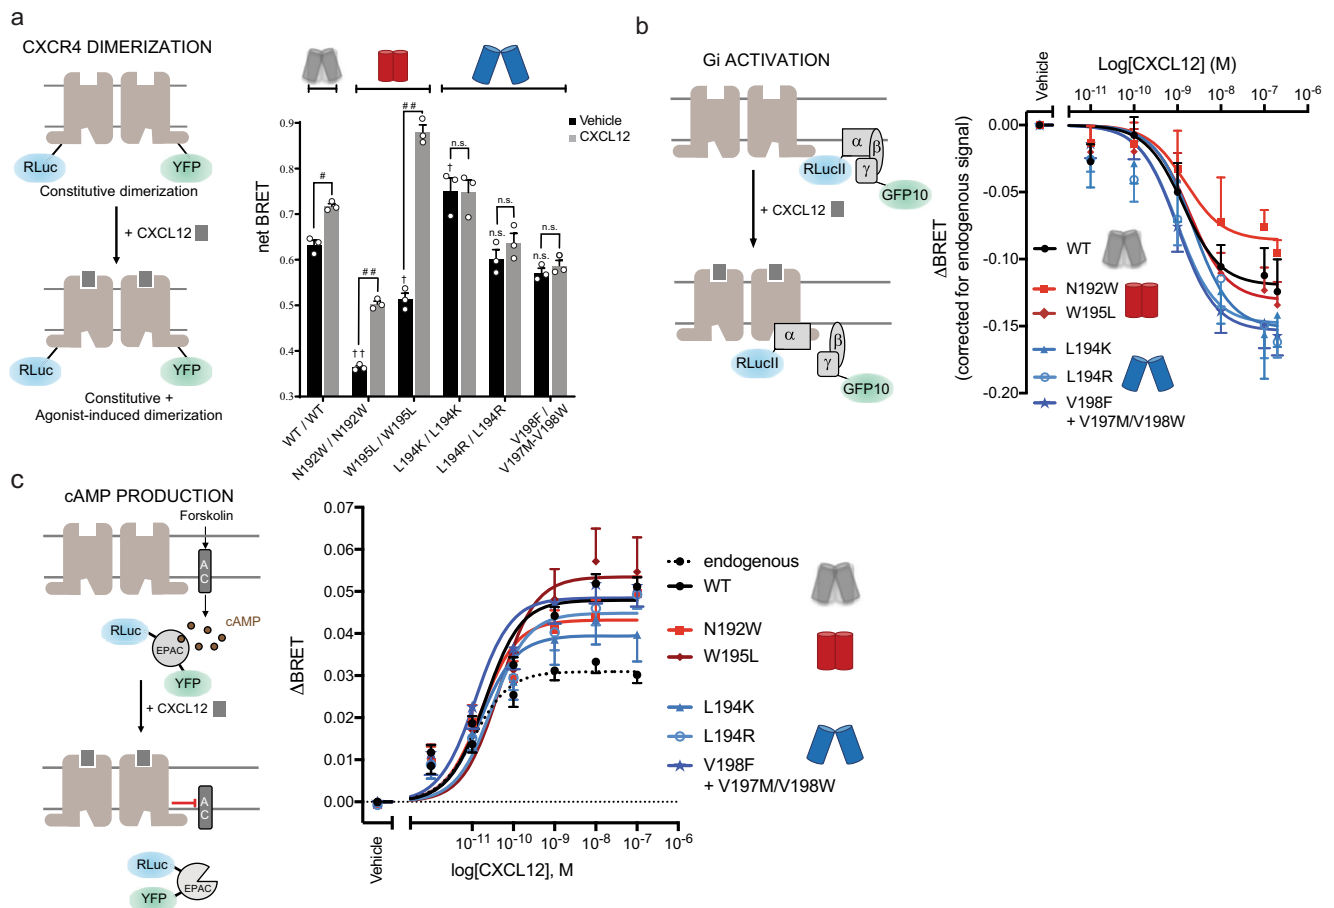 a
CXCR4 DIMERIZATION
RLuc
YFP
Constitutive dimerization
+ CXCL12
RLuc
YFP
Constitutive +
Agonist-induced dimerization
Vehicle
CXCL12
net BRET
0.9
0.8
0.7
0.6
0.5
0.4
0.3
#
† †
##
†
##
†
n.s.
n.s.
n.s.
n.s.
n.s.
WT / WT
N192W / N192W
W195L / W195L
L194K / L194K
L194R / L194R
V198F /
V197M-V198W
b
Gi ACTIVATION
RLucII
α
β
γ
GFP10
+ CXCL12
α
β
γ
RLucII
GFP10
Vehicle
Log[CXCL12] (M)
10-11
10-10
10-9
10-8
10-7
10-6
ΔBRET
(corrected for endogenous signal)
0.00
-0.05
-0.10
-0.15
-0.20
WT
N192W
W195L
L194K
L194R
V198F
+ V197M/V198W
c
cAMP PRODUCTION
Forskolin
A
C
cAMP
RLuc
EPAC
YFP
+ CXCL12
A
C
RLuc
EPAC
YFP
ΔBRET
0.07
0.06
0.05
0.04
0.03
0.02
0.01
0.00
Vehicle
10-11
10-10
10-9
10-8
10-7
10-6
log[CXCL12], M
endogenous
WT
N192W
W195L
L194K
L194R
V198F
+ V197M/V198W